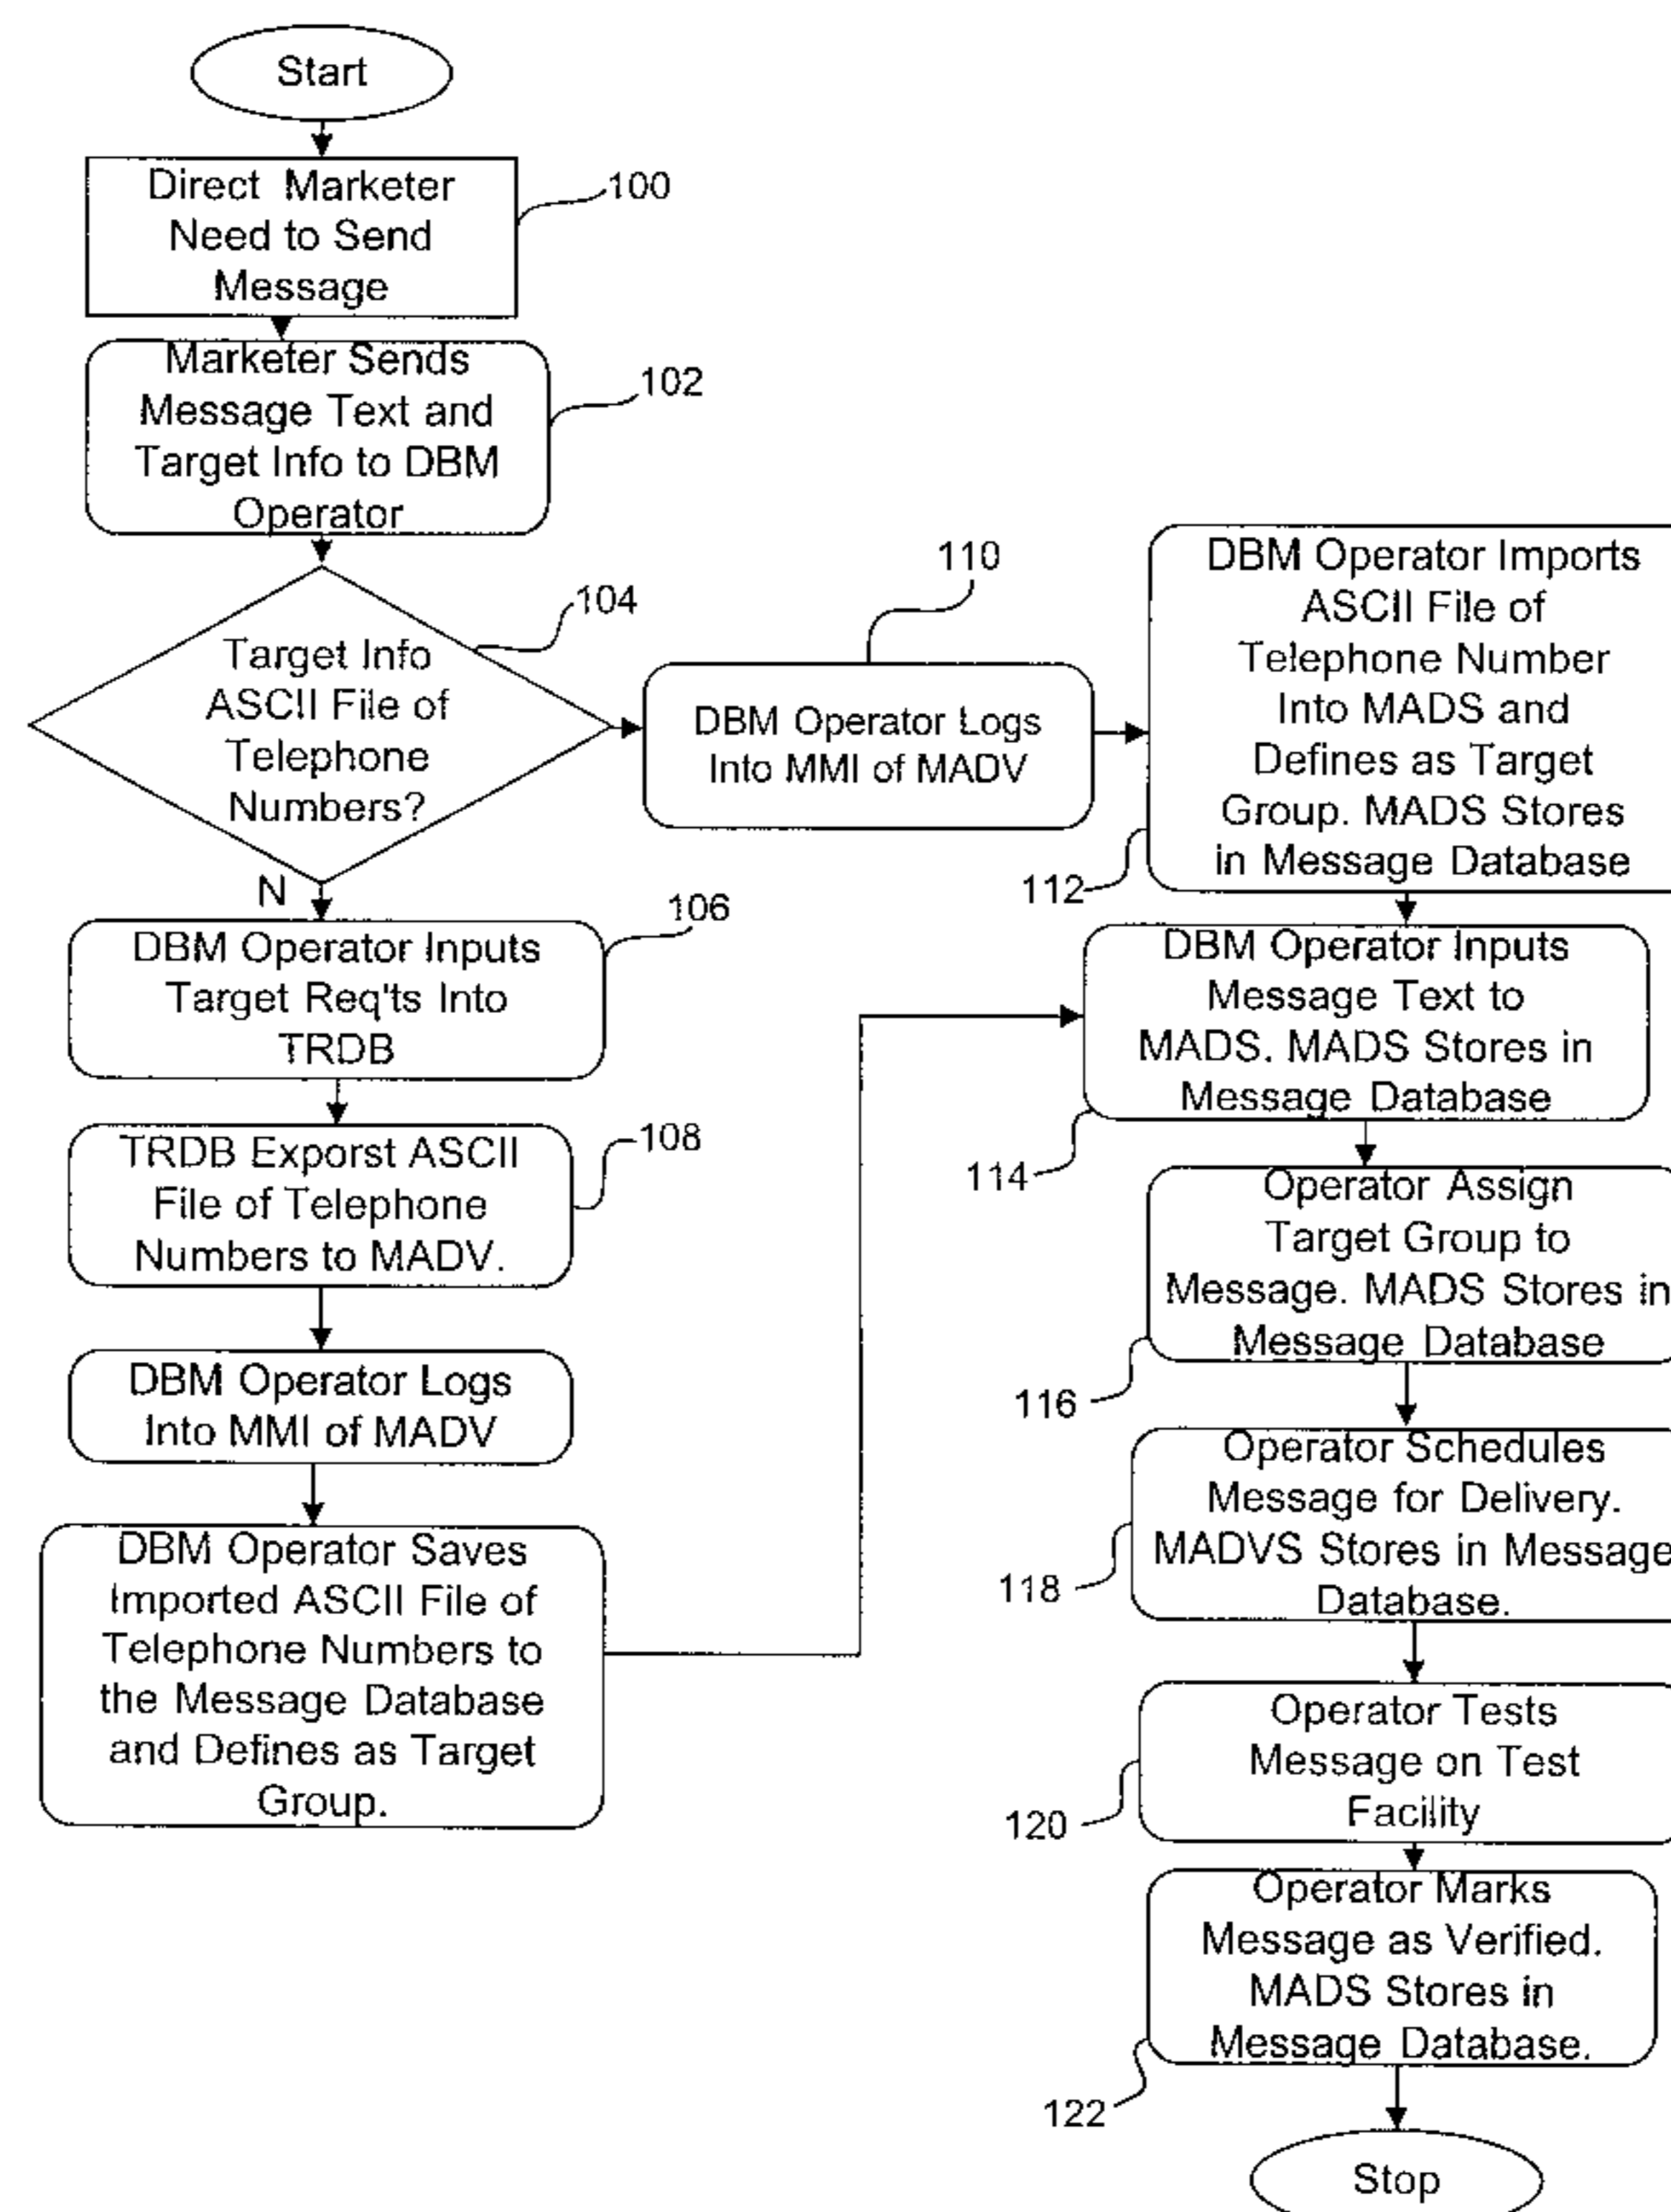 Start
Direct Marketer
Need to Send
Message
100
Marketer Sends
Message Text and
Target Info to DBM
Operator
102
Target Info
ASCII File of
Telephone
Numbers?
104
N
DBM Operator Inputs
Target Req'ts Into
TRDB
106
TRDB Exporst ASCII
File of Telephone
Numbers to MADV.
108
DBM Operator Logs
Into MMI of MADV
DBM Operator Saves
Imported ASCII File of
Telephone Numbers to
the Message Database
and Defines as Target
Group.
110
DBM Operator Logs
Into MMI of MADV
DBM Operator Imports
ASCII File of
Telephone Number
Into MADS and
Defines as Target
Group. MADS Stores
in Message Database
112
DBM Operator Inputs
Message Text to
MADS. MADS Stores in
Message Database
114
Operator Assign
Target Group to
Message. MADS Stores in
Message Database
116
Operator Schedules
Message for Delivery.
MADVS Stores in Message
Database.
118
Operator Tests
Message on Test
Facility
120
Operator Marks
Message as Verified.
MADS Stores in
Message Database.
122
Stop